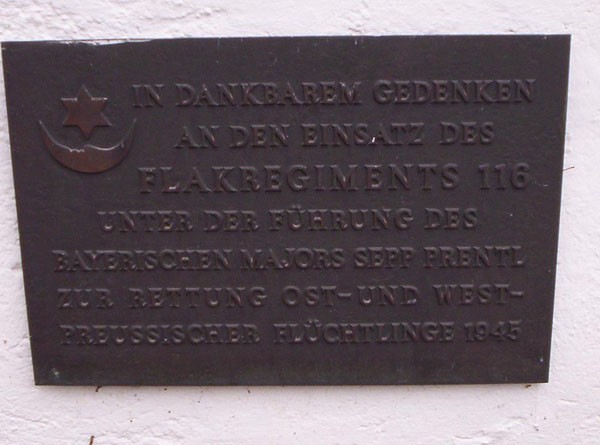 IN DANKBAREM GEDENKEN
AN DEN EINSATZ DES
FLAKREGIMENTS 116
UNTER DER FÜHRUNG DES
BAYERISCHEN MAJORS SEPP PRENTL
ZUR RETTUNG OST-UND WEST-
PREUSSISCHER FLÜCHTLINGE 1945